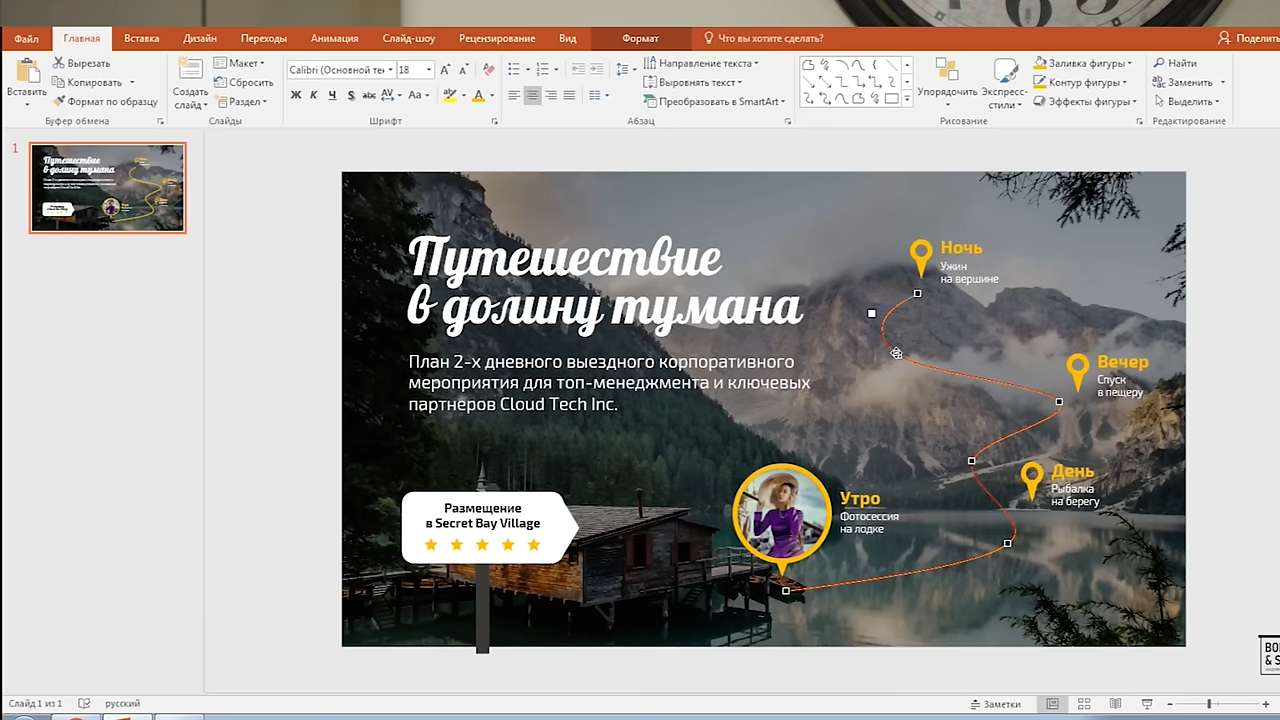 Файл Главная Вставка Дизайн Переходы Анимация Слайд-шоу Рецензирование Вид Формат Что вы хотите сделать?
Вставить
Вырезать
Копировать
Формат по образцу
Буфер обмена
Создать
слайд
Макет
Сбросить
Раздел
Слайды
Calibri (Основной те 18
Ж К Ч S abc AV Aa A
Шрифт
Направление текста
Выровнять текст
Преобразовать в SmartArt
Абзац
Упорядочить
Экспресс-
стили
Заливка фигуры
Контур фигуры
Эффекты фигуры
Рисование
Найти
Заменить
Выделить
Редактирование
1
Путешествие
в долину тумана
План 2-х дневного выездного корпоративного
мероприятия для топ-менеджмента и ключевых
партнеров Cloud Tech Inc.
Ночь
Ужин
на вершине
Вечер
Спуск
в пещеру
День
Рыбалка
на берегу
Утро
Фотосессия
на лодке
Размещение
в Secret Bay Village
Слайд 1 из 1 русский
Заметки